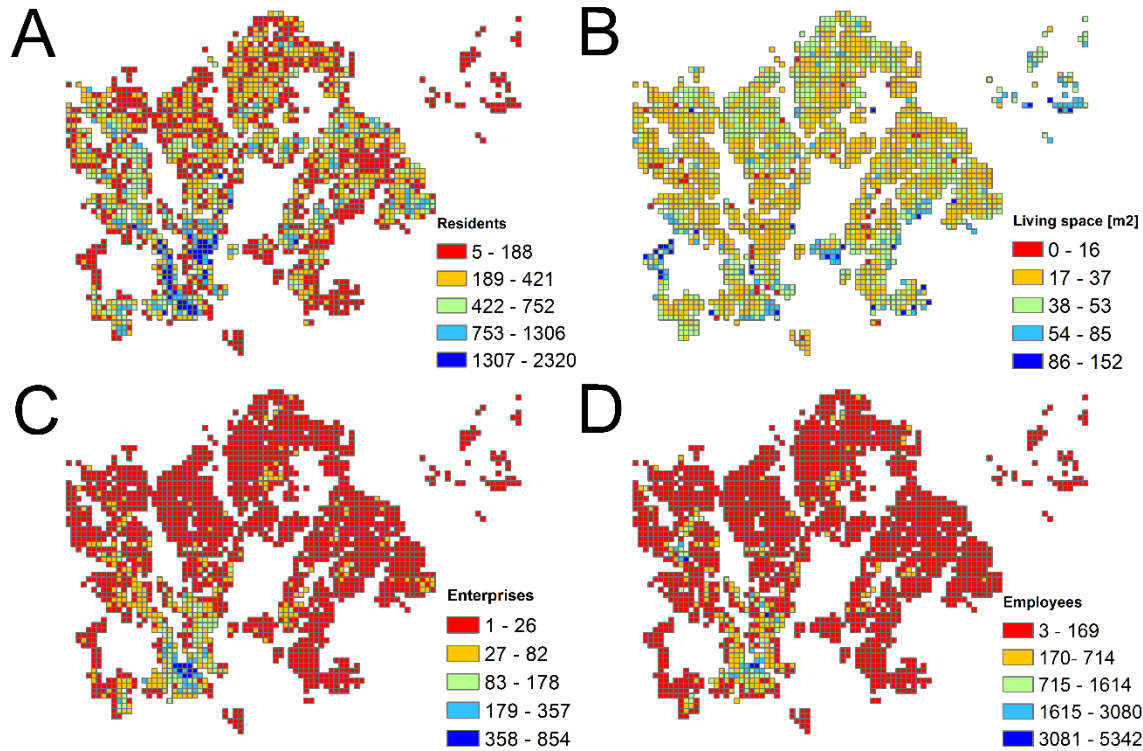 A
Residents
5 - 188
189 - 421
422 - 752
753 - 1306
1307 - 2320
B
Living space [m2]
0 - 16
17 - 37
38 - 53
54 - 85
86 - 152
C
Enterprises
1 - 26
27 - 82
83 - 178
179 - 357
358 - 854
D
Employees
3 - 169
170- 714
715 - 1614
1615 - 3080
3081 - 5342